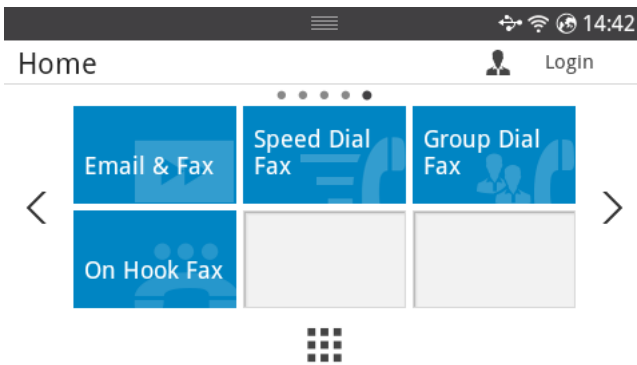 14:42
Home
Login
Email & Fax
Speed Dial
Fax
Group Dial
Fax
On Hook Fax